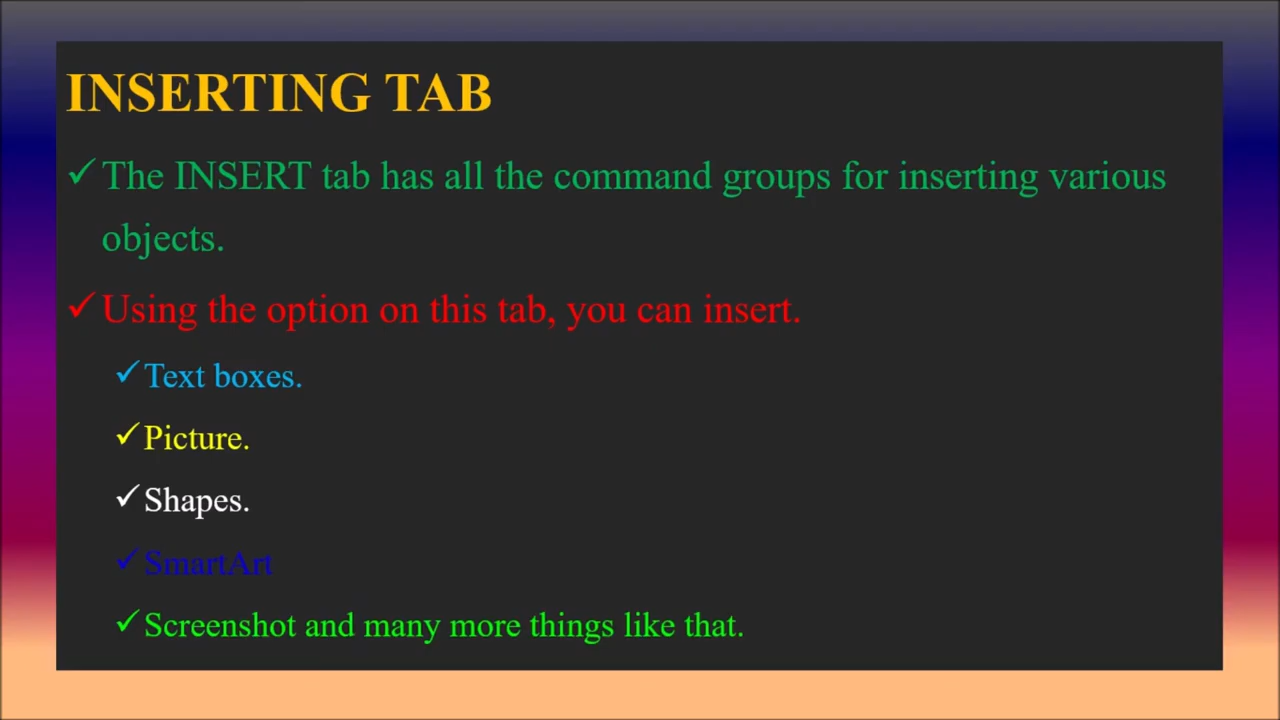 INSERTING TAB
✓The INSERT tab has all the command groups for inserting various
objects.
✓Using the option on this tab, you can insert.
✓Text boxes.
✓Picture.
✓Shapes.
✓SmartArt
✓Screenshot and many more things like that.